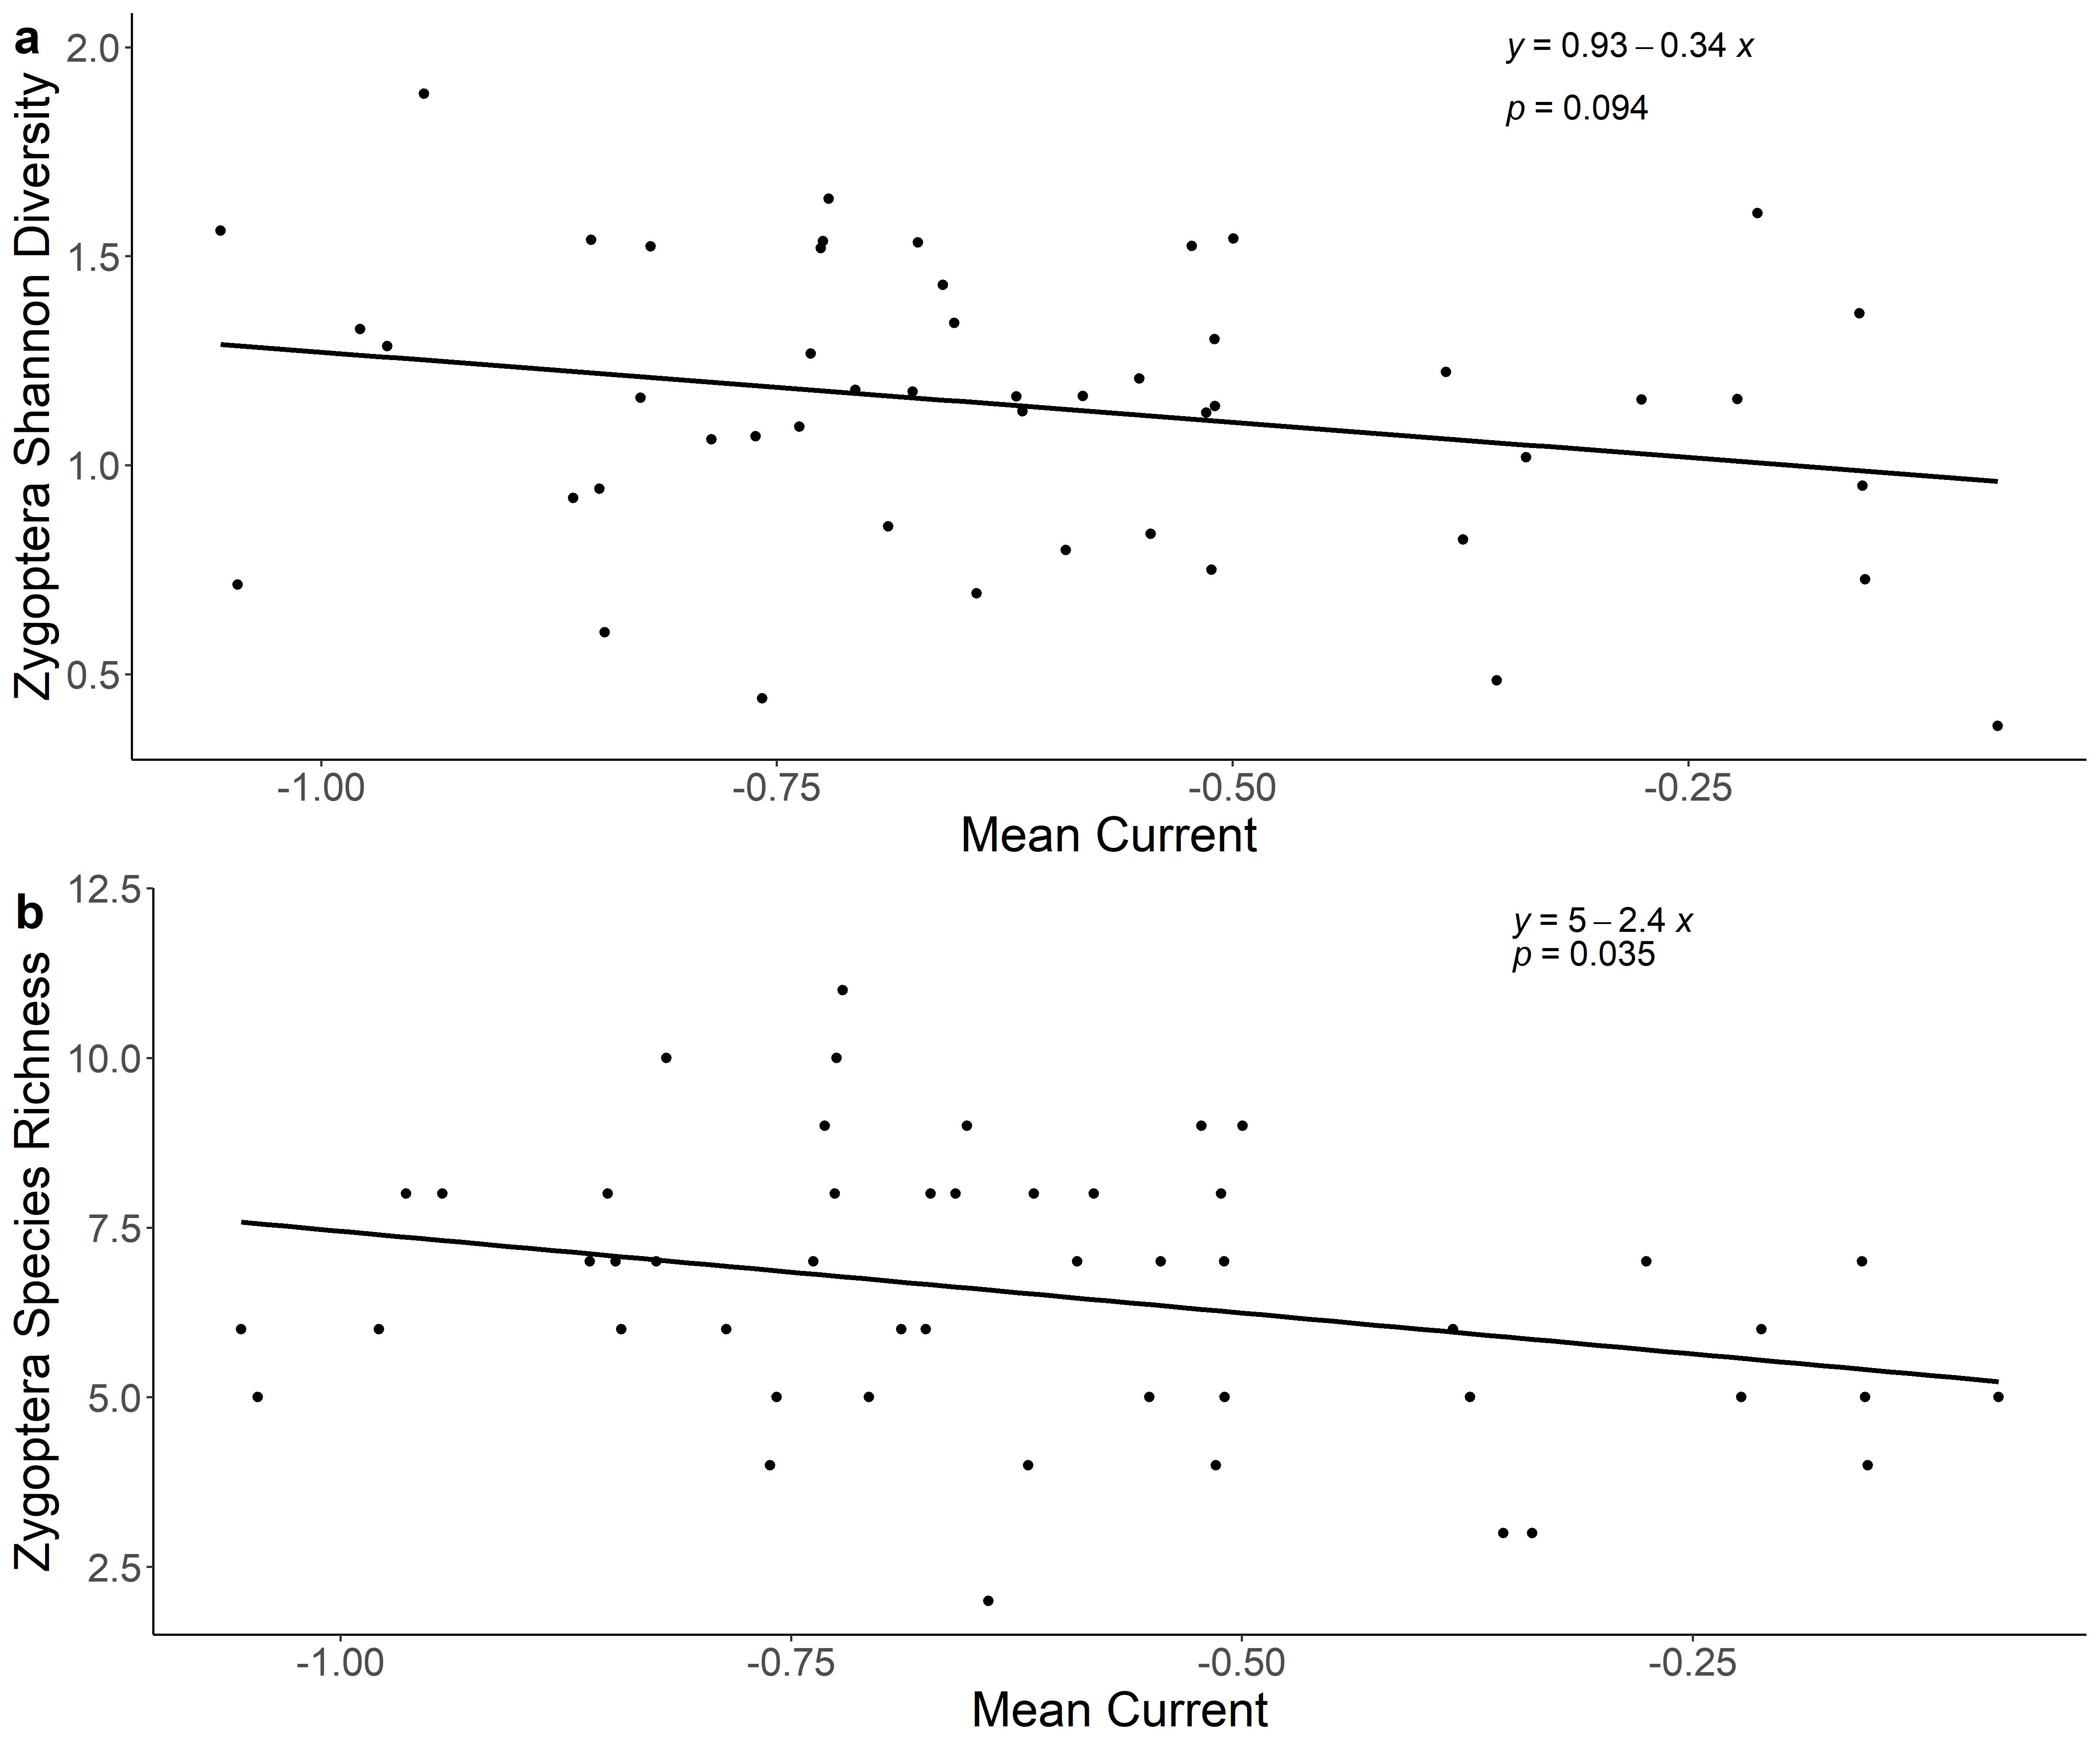 a
Zygoptera Shannon Diversity
2.0
1.5
1.0
0.5
y = 0.93 – 0.34 x
p = 0.094
-1.00 -0.75 -0.50 -0.25
Mean Current
b
Zygoptera Species Richness
12.5
10.0
7.5
5.0
2.5
y = 5 – 2.4 x
p = 0.035
-1.00 -0.75 -0.50 -0.25
Mean Current